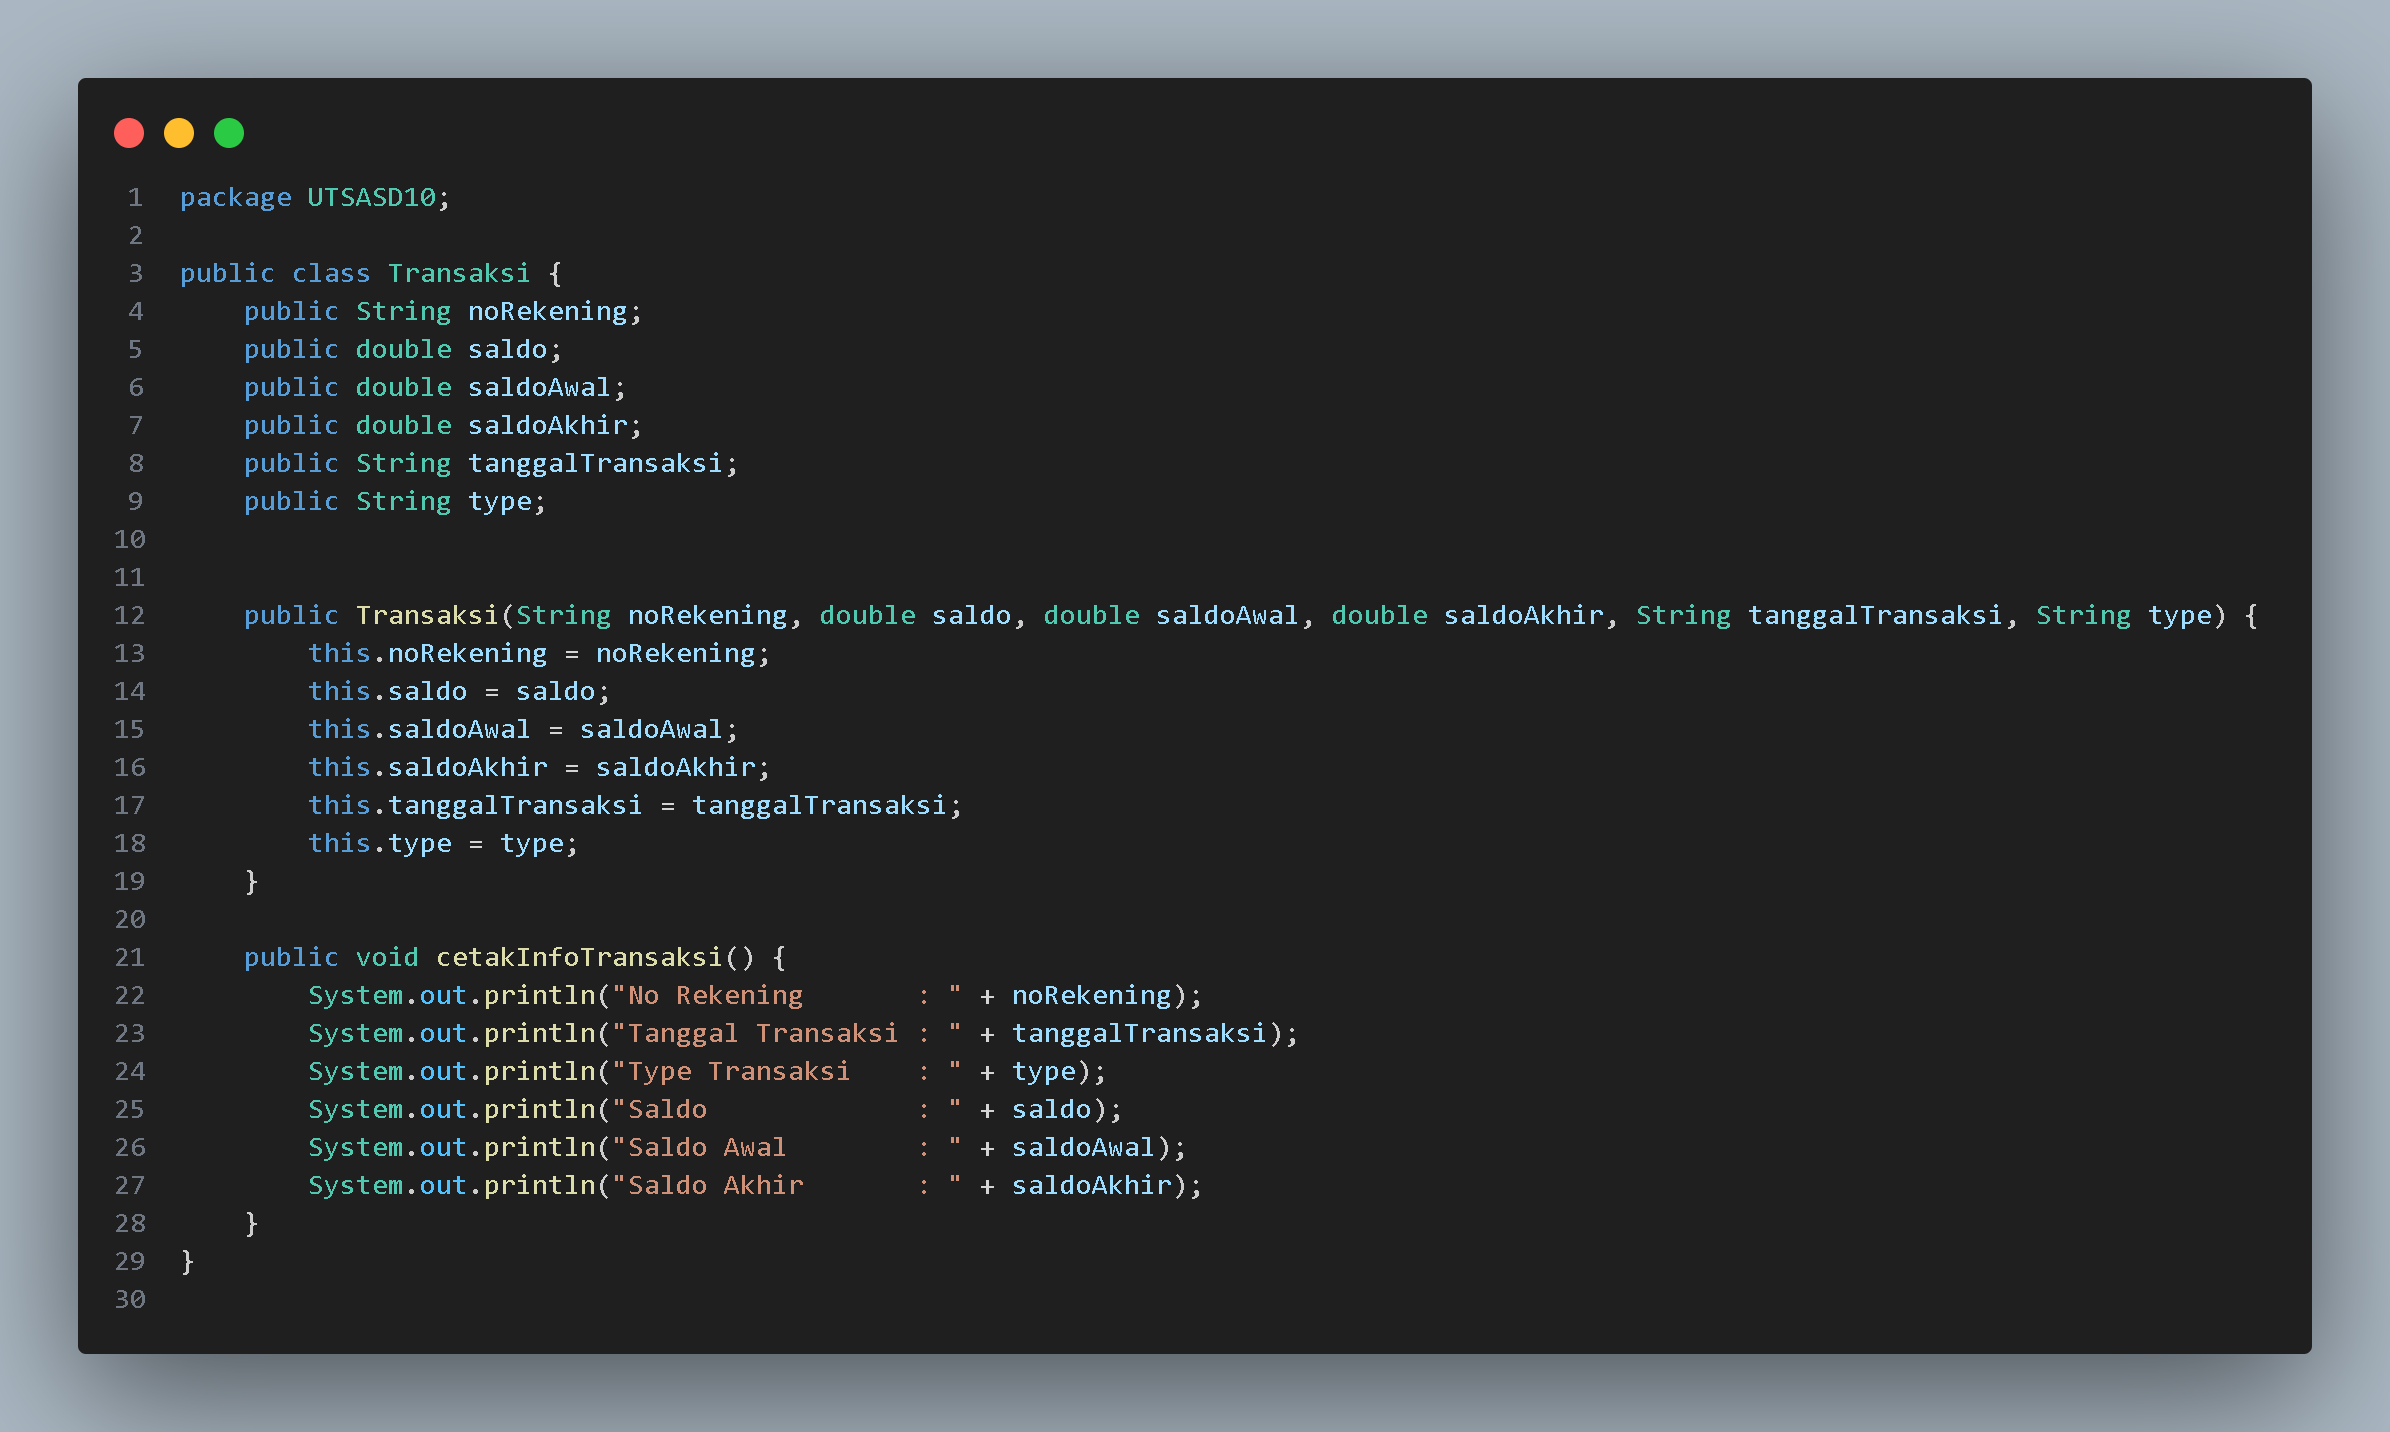 1 package UTSASD10;
2
3 public class Transaksi {
4     public String noRekening;
5     public double saldo;
6     public double saldoAwal;
7     public double saldoAkhir;
8     public String tanggalTransaksi;
9     public String type;
10
11
12     public Transaksi(String noRekening, double saldo, double saldoAwal, double saldoAkhir, String tanggalTransaksi, String type) {
13         this.noRekening = noRekening;
14         this.saldo = saldo;
15         this.saldoAwal = saldoAwal;
16         this.saldoAkhir = saldoAkhir;
17         this.tanggalTransaksi = tanggalTransaksi;
18         this.type = type;
19     }
20
21     public void cetakInfoTransaksi() {
22         System.out.println("No Rekening       : " + noRekening);
23         System.out.println("Tanggal Transaksi : " + tanggalTransaksi);
24         System.out.println("Type Transaksi    : " + type);
25         System.out.println("Saldo             : " + saldo);
26         System.out.println("Saldo Awal        : " + saldoAwal);
27         System.out.println("Saldo Akhir       : " + saldoAkhir);
28     }
29 }
30